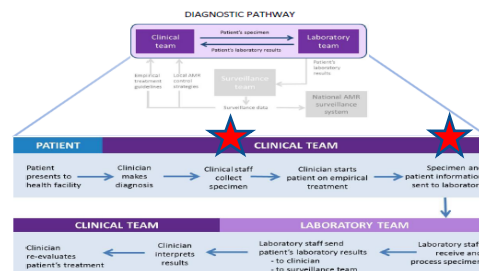 DIAGNOSTIC PATHWAY
Clinical
team
Patient's specimen
Patient's laboratory results
Laboratory
team
Empirical
treatment
guidelines
Local AMR
control
strategies
Surveillance
team
Patient's
laboratory
results
Surveillance data
National AMR
surveillance
system
PATIENT
CLINICAL TEAM
Patient
presents to
health facility
Clinician
makes
diagnosis
Clinical staff
collect
specimen
Clinician starts
patient on empirical
treatment
Specimen an
patient information
sent to laborator
CLINICAL TEAM
LABORATORY TEAM
Clinician
re-evaluates
patient's treatment
Clinician
interprets
results
Laboratory staff send
patient's laboratory results
- to clinician
- to surveillance team
Laboratory staf
receive and
process specime